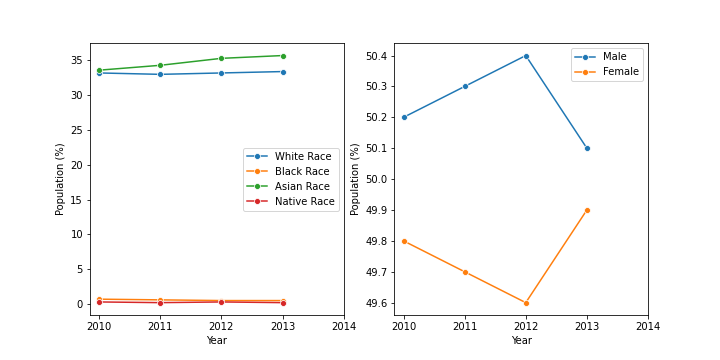 35
30
25
20
15
10
5
0
Population (%)
2010 2011 2012 2013 2014
Year
White Race
Black Race
Asian Race
Native Race
50.4
50.3
50.2
50.1
50.0
49.9
49.8
49.7
49.6
Population (%)
2010 2011 2012 2013 2014
Year
Male
Female